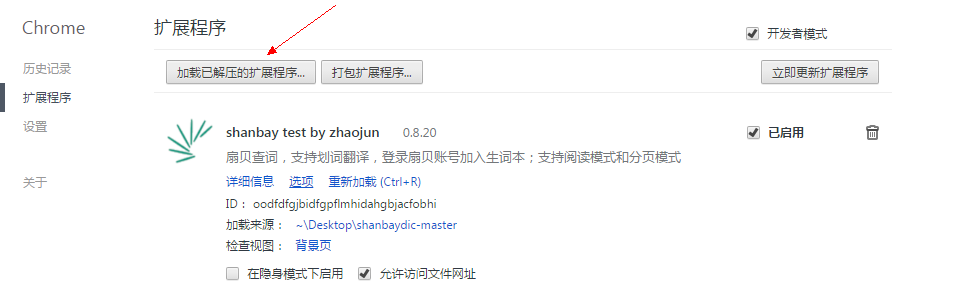 Chrome
历史记录
扩展程序
设置
关于
扩展程序
开发者模式
加载已解压的扩展程序...
打包扩展程序...
立即更新扩展程序
shanbay test by zhaojun 0.8.20
已启用
扇贝查词，支持划词翻译，登录扇贝账号加入生词本；支持阅读模式和分页模式
详细信息 选项 重新加载 (Ctrl+R)
ID： oodfdfgjbidfgpflmhidahgbjacfobhi
加载来源： ~\Desktop\shanbaydic-master
检查视图： 背景页
在隐身模式下启用 允许访问文件网址